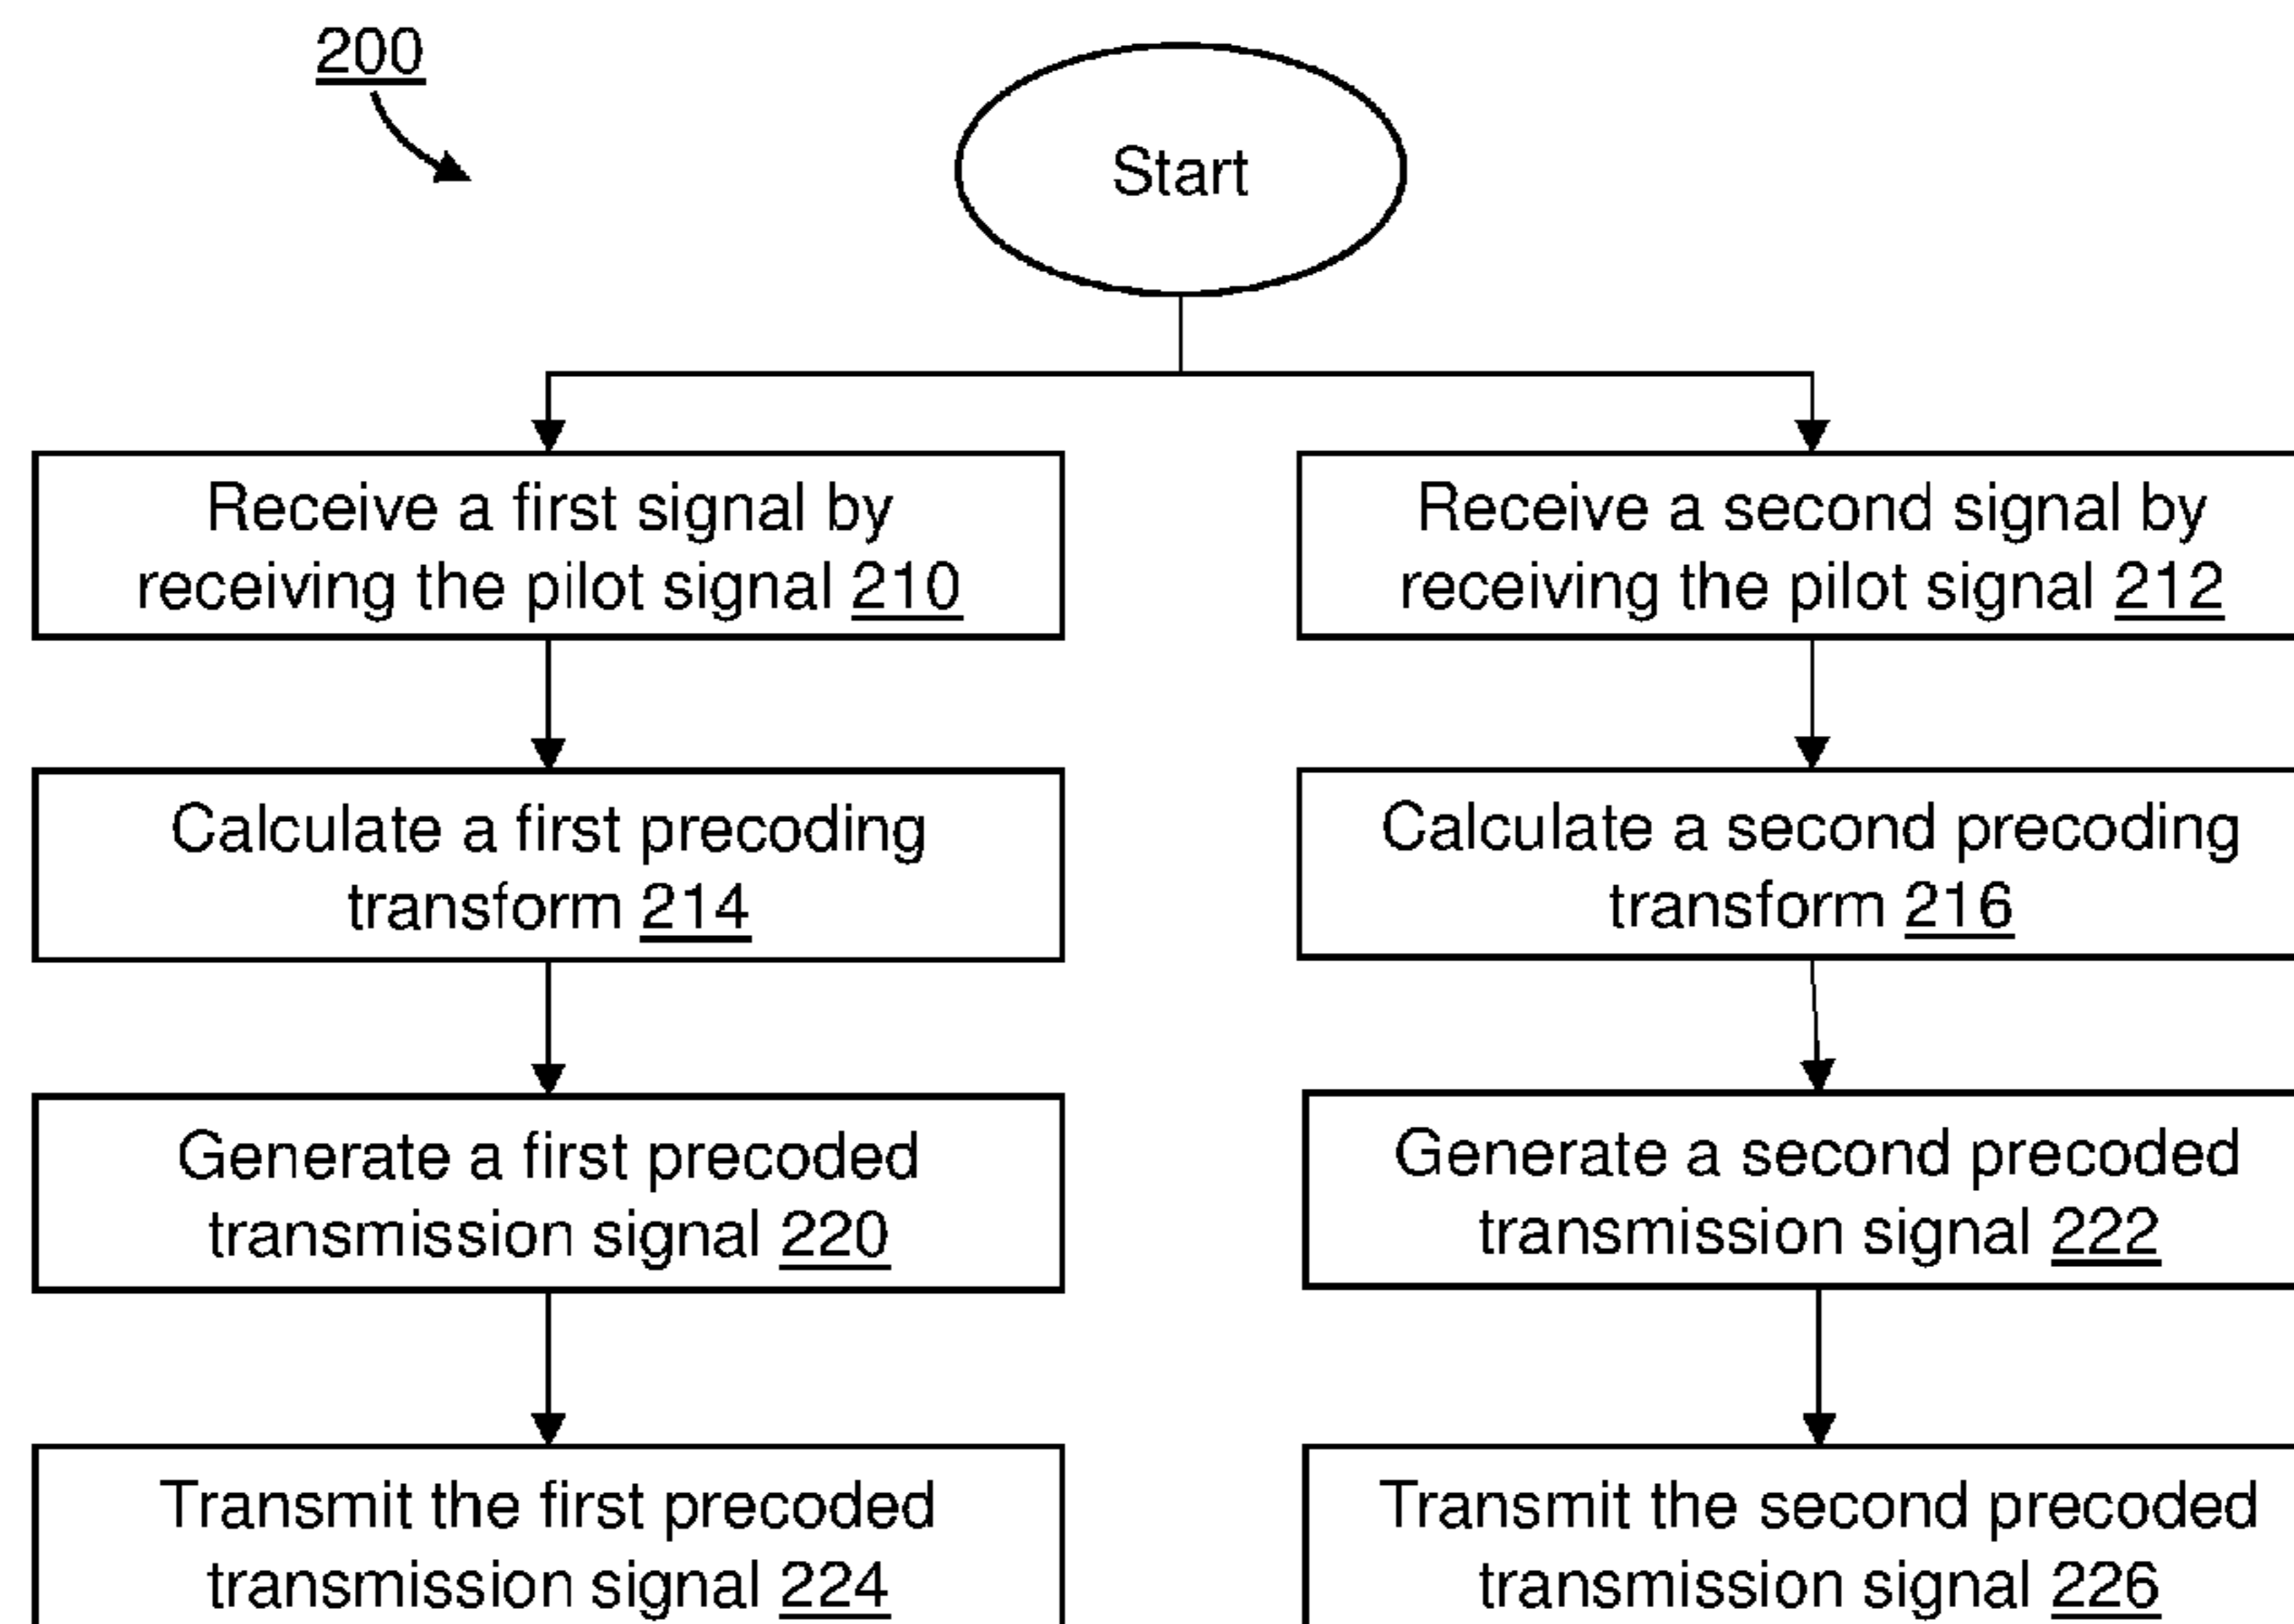 200
Start
Receive a first signal by
receiving the pilot signal 210
Receive a second signal by
receiving the pilot signal 212
Calculate a first precoding
transform 214
Calculate a second precoding
transform 216
Generate a first precoded
transmission signal 220
Generate a second precoded
transmission signal 222
Transmit the first precoded
transmission signal 224
Transmit the second precoded
transmission signal 226